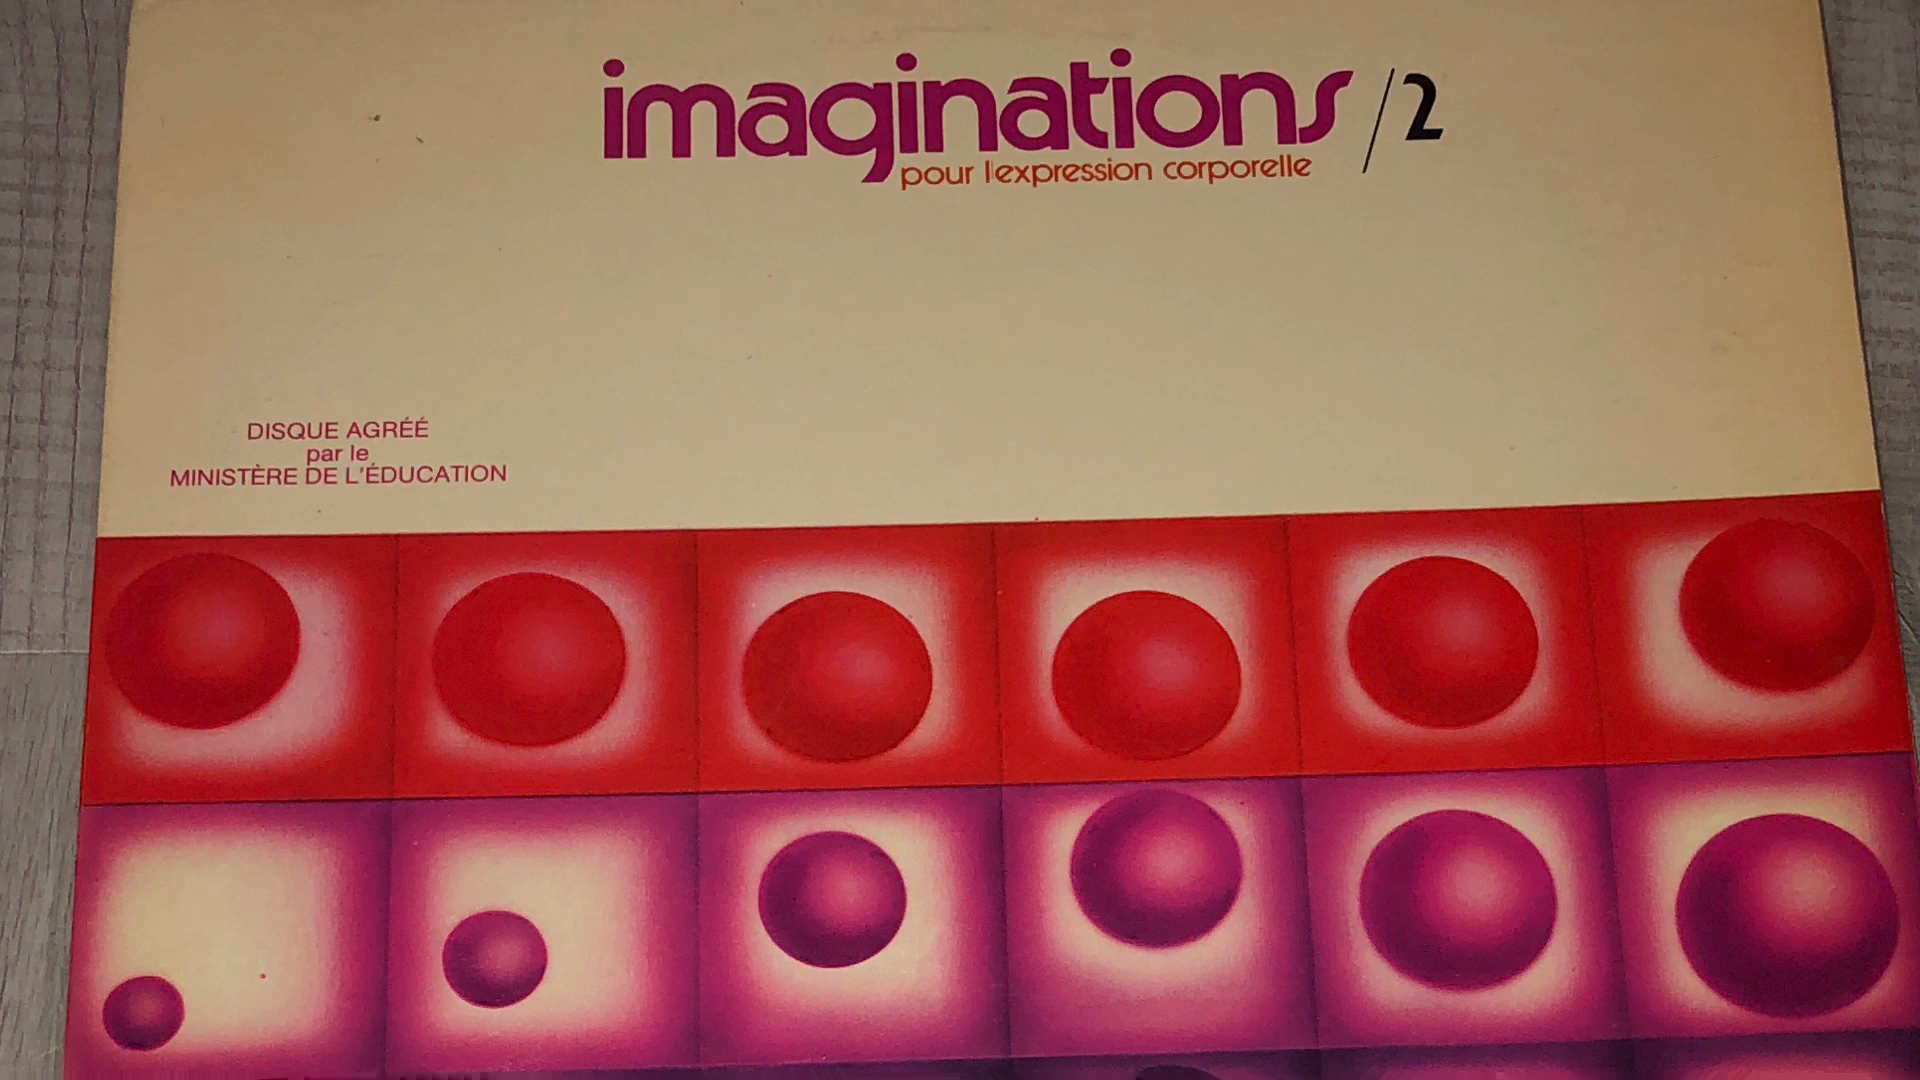 imaginations /2
pour l'expression corporelle
DISQUE AGRÉÉ
par le
MINISTÈRE DE L'ÉDUCATION